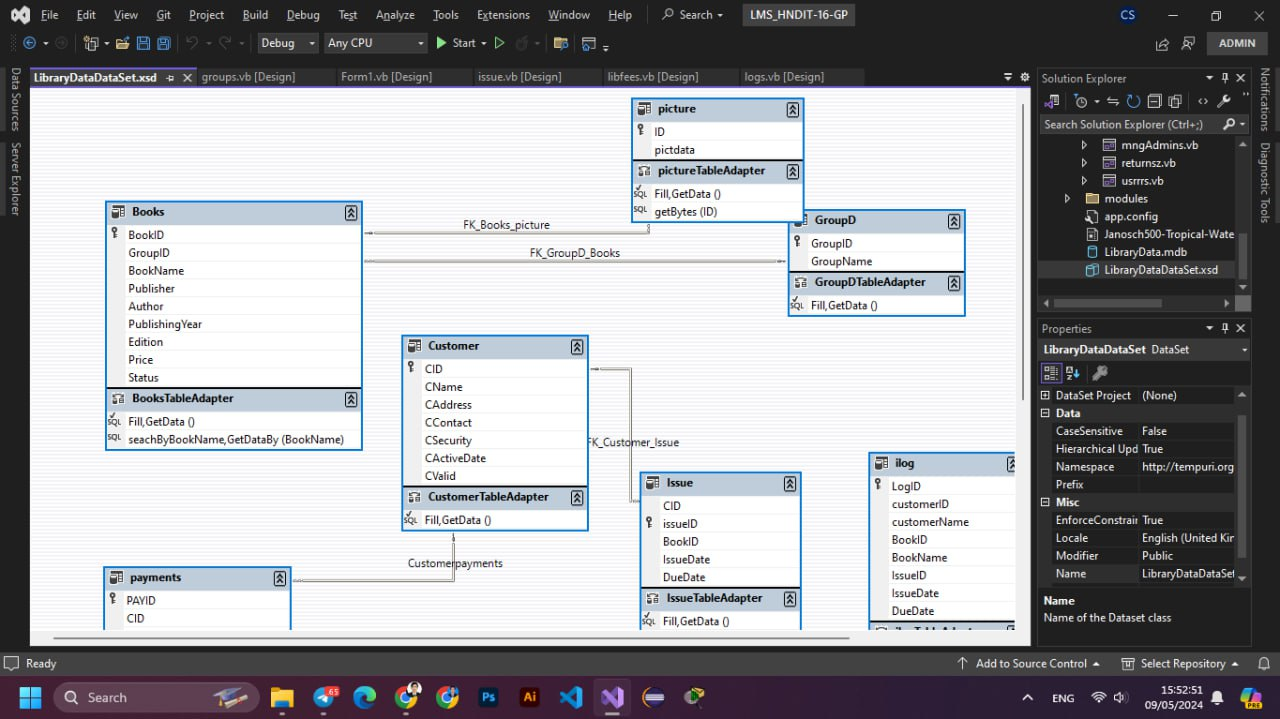 File Edit View Git Project Build Debug Test Analyze Tools Extensions Window Help Search LMS_HNDIT-16-GP CS
Debug Any CPU Start ADMIN
LibraryDataDataSet.xsd groups.vb [Design] Form1.vb [Design] issue.vb [Design] libfees.vb [Design] logs.vb [Design]
Data Sources
Server Explorer
picture
ID
pictdata
pictureTableAdapter
Fill,GetData ()
getBytes (ID)
Books
BookID
GroupID
BookName
Publisher
Author
PublishingYear
Edition
Price
Status
BooksTableAdapter
Fill,GetData ()
seachByBookName,GetDataBy (BookName)
FK_Books_picture
FK_GroupD_Books
GroupD
GroupID
GroupName
GroupDTableAdapter
Fill,GetData ()
Customer
CID
CName
CAddress
CContact
CSecurity
CActiveDate
CValid
CustomerTableAdapter
Fill,GetData ()
FK_Customer_Issue
Customerpayments
payments
PAYID
CID
Issue
CID
issueID
BookID
IssueDate
DueDate
IssueTableAdapter
Fill,GetData ()
ilog
LogID
customerID
customerName
BookID
BookName
IssueID
IssueDate
DueDate
Solution Explorer
Search Solution Explorer (Ctrl+;)
mngAdmins.vb
returnsz.vb
usrrrs.vb
modules
app.config
Janosch500-Tropical-Wate
LibraryData.mdb
LibraryDataDataSet.xsd
Properties
LibraryDataDataSet DataSet
DataSet Project (None)
Data
CaseSensitive False
Hierarchical Upd True
Namespace http://tempuri.org
Prefix
Misc
EnforceConstrain True
Locale English (United Kin
Modifier Public
Name LibraryDataDataSet
Name
Name of the Dataset class
Notifications
Diagnostic Tools
Ready Add to Source Control Select Repository
Search 65 Ps Ai ENG 15:52:51
09/05/2024 PRE